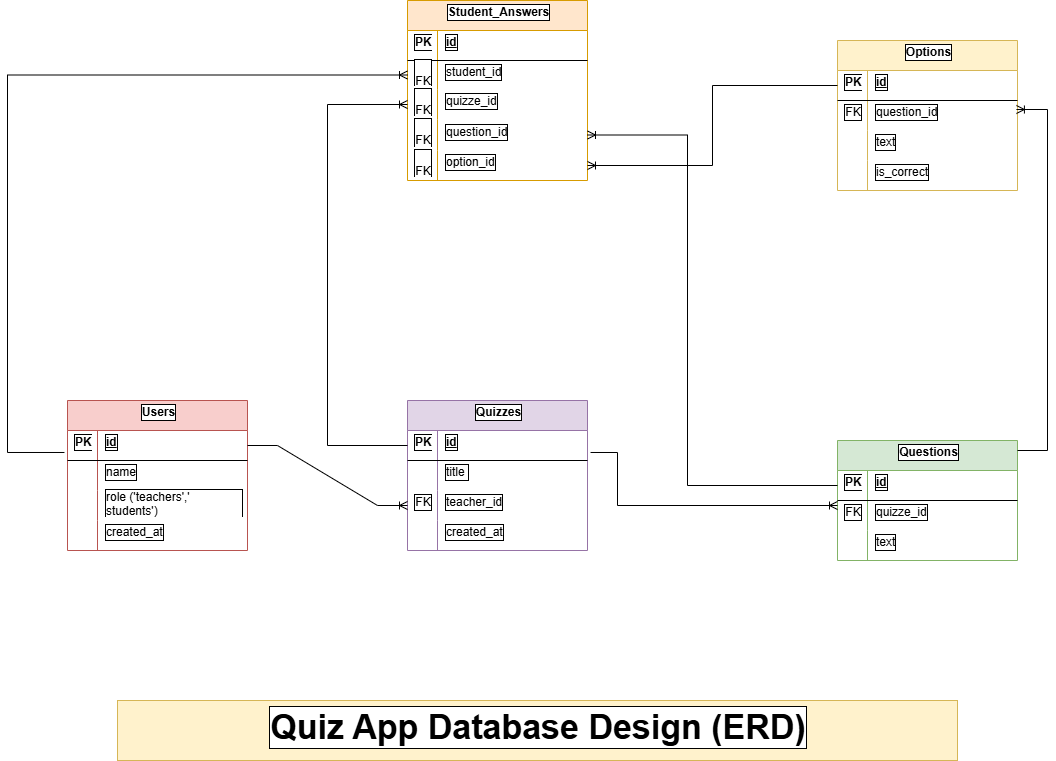 Student_Answers
PK id
FK student_id
FK quizze_id
FK question_id
FK option_id
Options
PK id
FK question_id
text
is_correct
Users
PK id
name
role ('teachers','
students')
created_at
Quizzes
PK id
title
FK teacher_id
created_at
Questions
PK id
FK quizze_id
text
Quiz App Database Design (ERD)